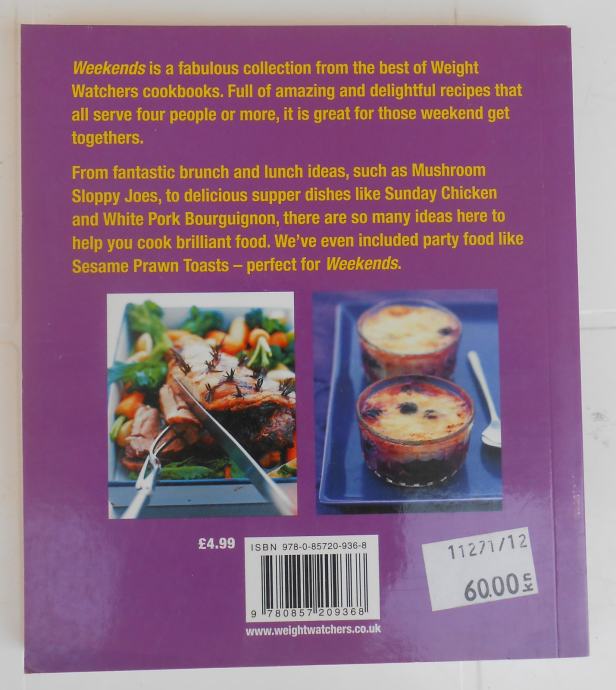 Weekends is a fabulous collection from the best of Weight
Watchers cookbooks. Full of amazing and delightful recipes that
all serve four people or more, it is great for those weekend get
togethers.
From fantastic brunch and lunch ideas, such as Mushroom
Sloppy Joes, to delicious supper dishes like Sunday Chicken
and White Pork Bourguignon, there are so many ideas here to
help you cook brilliant food. We've even included party food like
Sesame Prawn Toasts – perfect for Weekends.
£4.99
ISBN 978-0-85720-936-8
9 780857 209368
www.weightwatchers.co.uk
11271/12
60.00 kn